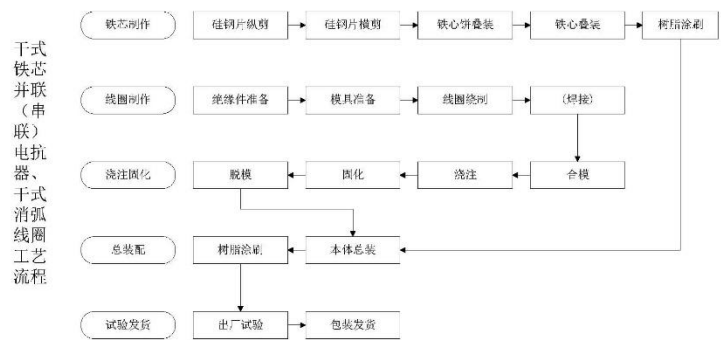 干式
铁芯
并联
（串
联）
电抗
器、
干式
消弧
线圈
工艺
流程
铁芯制作 硅钢片纵剪 硅钢片横剪 铁心饼叠装 铁心叠装 树脂涂刷
线圈制作 绝缘件准备 模具准备 线圈绕制 （焊接）
浇注固化 脱模 固化 浇注 合模
总装配 树脂涂刷 本体总装
试验发货 出厂试验 包装发货